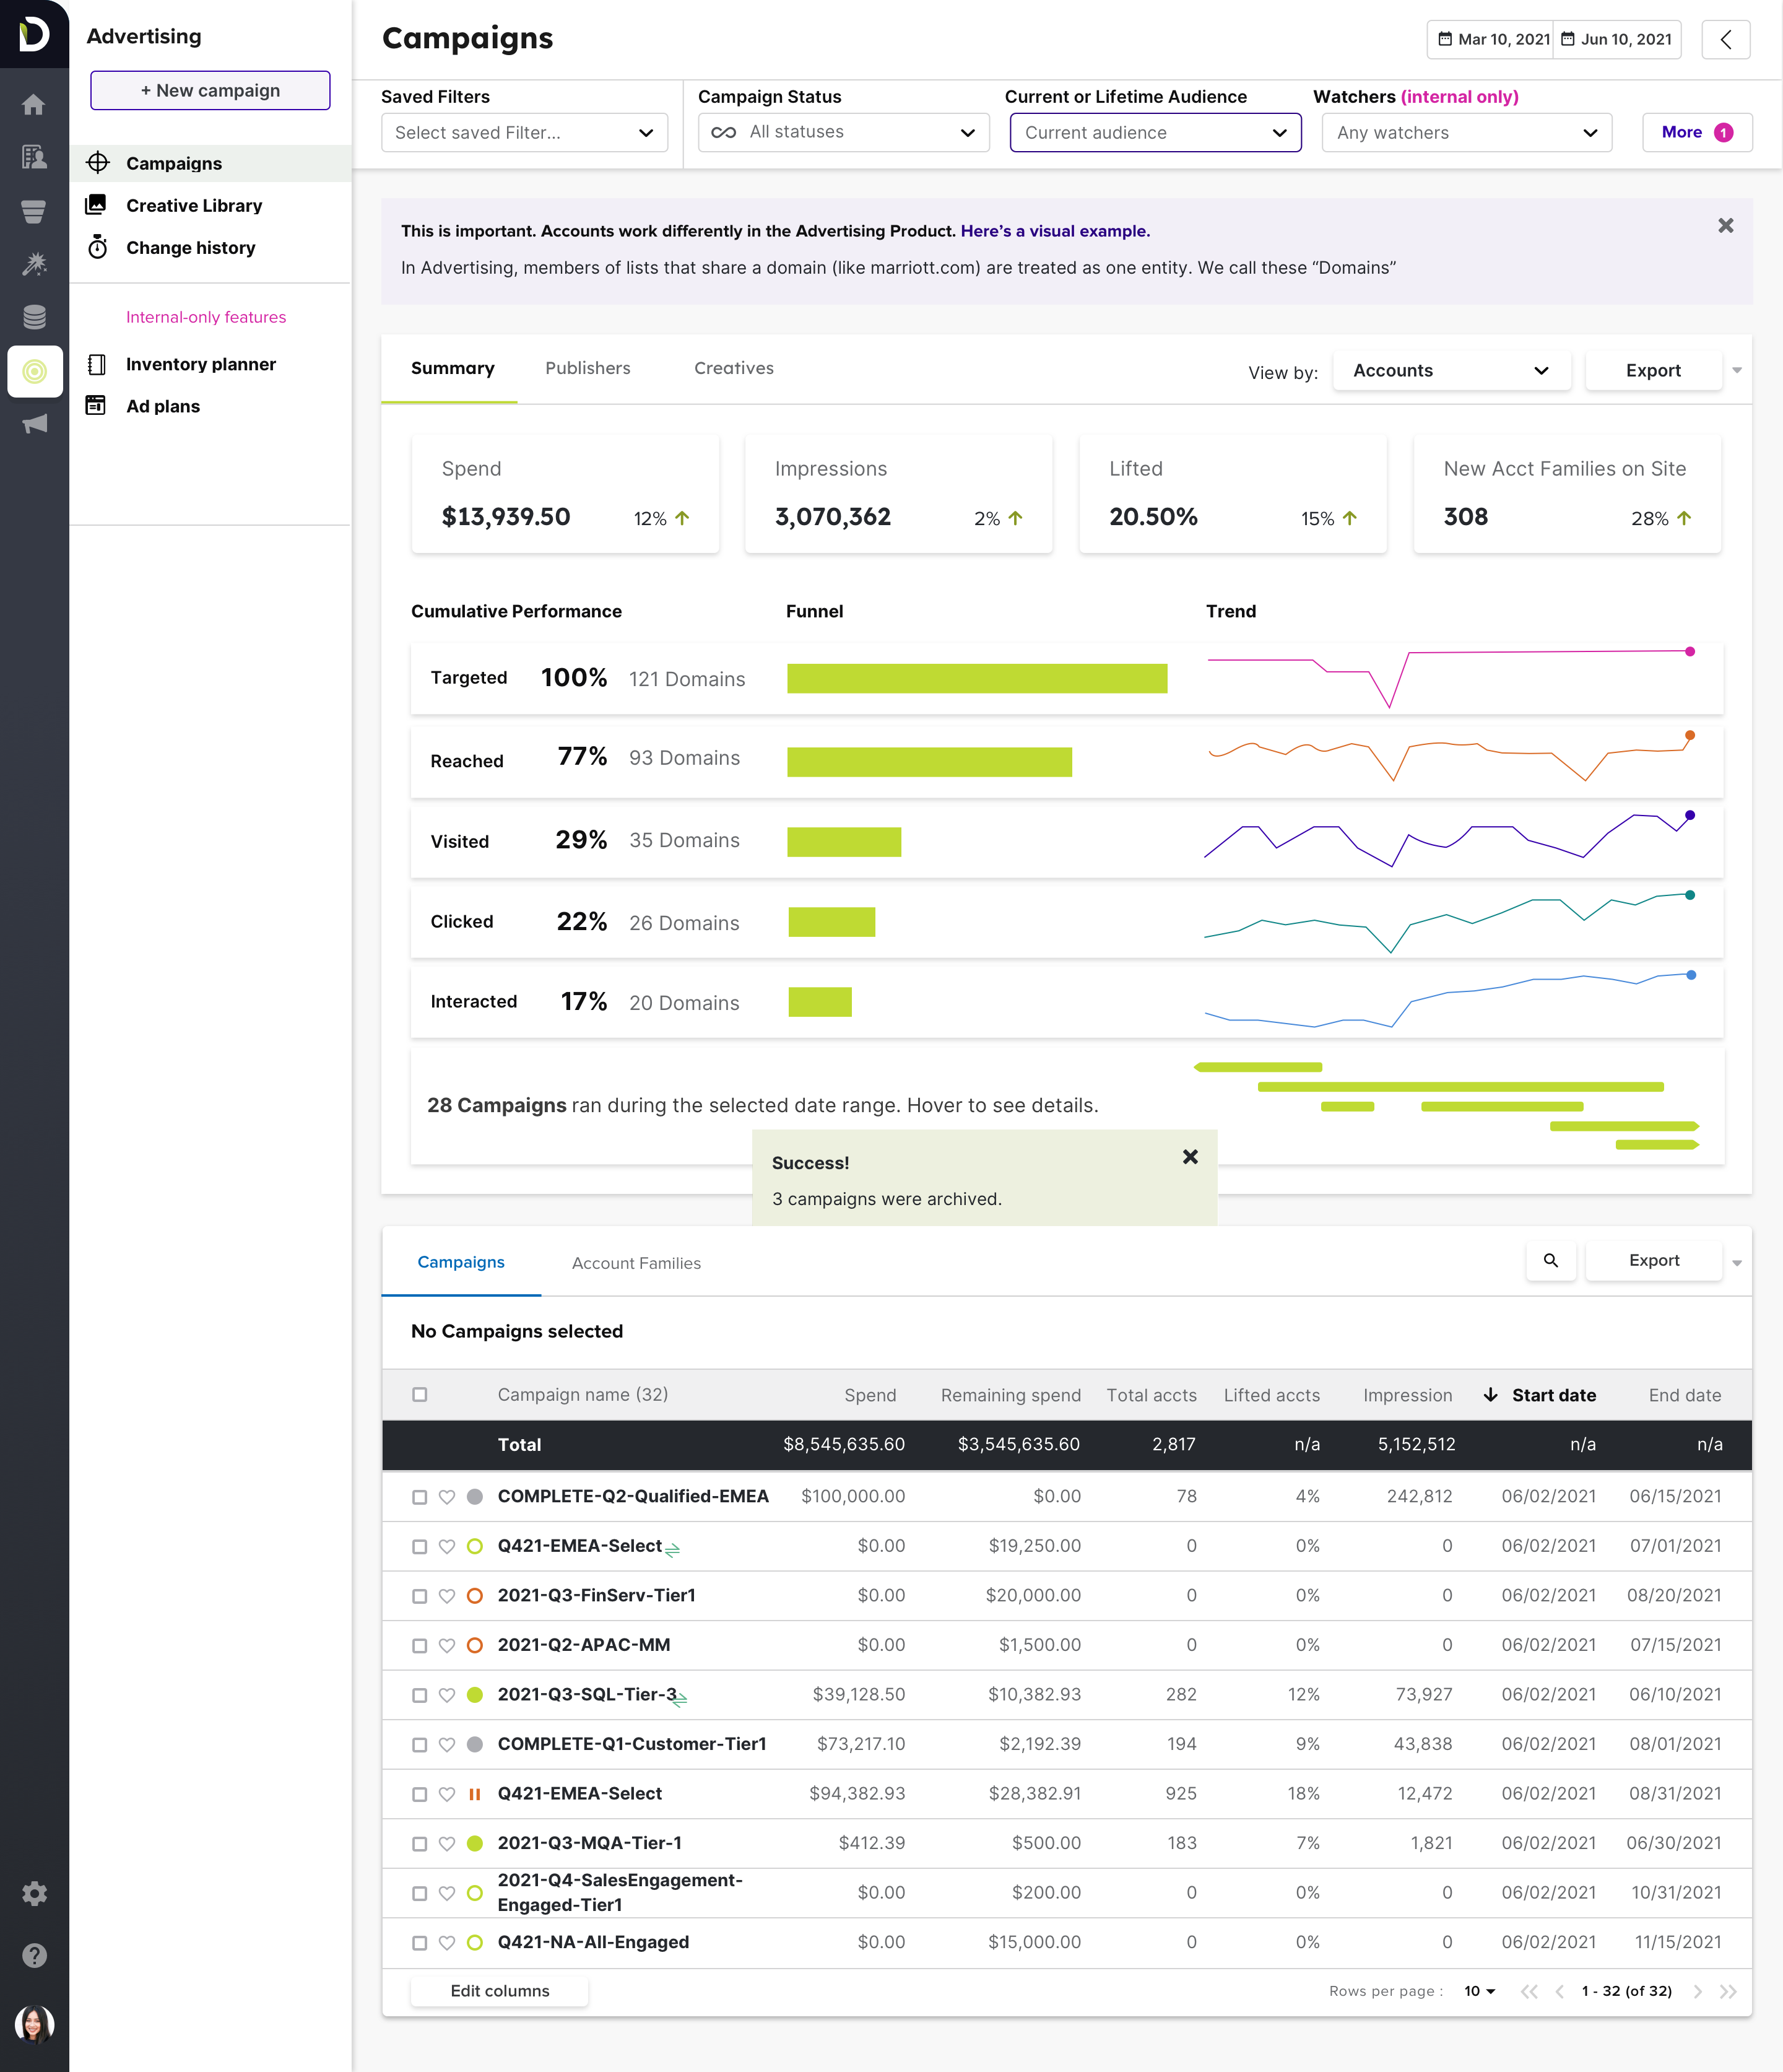 Advertising
+ New campaign
Campaigns
Creative Library
Change history
Internal-only features
Inventory planner
Ad plans
Campaigns
Mar 10, 2021
Jun 10, 2021
Saved Filters
Select saved Filter...
Campaign Status
All statuses
Current or Lifetime Audience
Current audience
Watchers (internal only)
Any watchers
More 1
This is important. Accounts work differently in the Advertising Product. Here’s a visual example.
In Advertising, members of lists that share a domain (like marriott.com) are treated as one entity. We call these “Domains”
Summary
Publishers
Creatives
View by:
Accounts
Export
Spend
$13,939.50
12%
Impressions
3,070,362
2%
Lifted
20.50%
15%
New Acct Families on Site
308
28%
Cumulative Performance
Funnel
Trend
Targeted 100% 121 Domains
Reached 77% 93 Domains
Visited 29% 35 Domains
Clicked 22% 26 Domains
Interacted 17% 20 Domains
28 Campaigns ran during the selected date range. Hover to see details.
Success!
3 campaigns were archived.
Campaigns
Account Families
Export
No Campaigns selected
Campaign name (32) Spend Remaining spend Total accts Lifted accts Impression Start date End date
Total $8,545,635.60 $3,545,635.60 2,817 n/a 5,152,512 n/a n/a
COMPLETE-Q2-Qualified-EMEA $100,000.00 $0.00 78 4% 242,812 06/02/2021 06/15/2021
Q421-EMEA-Select $0.00 $19,250.00 0 0% 0 06/02/2021 07/01/2021
2021-Q3-FinServ-Tier1 $0.00 $20,000.00 0 0% 0 06/02/2021 08/20/2021
2021-Q2-APAC-MM $0.00 $1,500.00 0 0% 0 06/02/2021 07/15/2021
2021-Q3-SQL-Tier-3 $39,128.50 $10,382.93 282 12% 73,927 06/02/2021 06/10/2021
COMPLETE-Q1-Customer-Tier1 $73,217.10 $2,192.39 194 9% 43,838 06/02/2021 08/01/2021
Q421-EMEA-Select $94,382.93 $28,382.91 925 18% 12,472 06/02/2021 08/31/2021
2021-Q3-MQA-Tier-1 $412.39 $500.00 183 7% 1,821 06/02/2021 06/30/2021
2021-Q4-SalesEngagement-
Engaged-Tier1 $0.00 $200.00 0 0% 0 06/02/2021 10/31/2021
Q421-NA-All-Engaged $0.00 $15,000.00 0 0% 0 06/02/2021 11/15/2021
Edit columns
Rows per page : 10
1 - 32 (of 32)